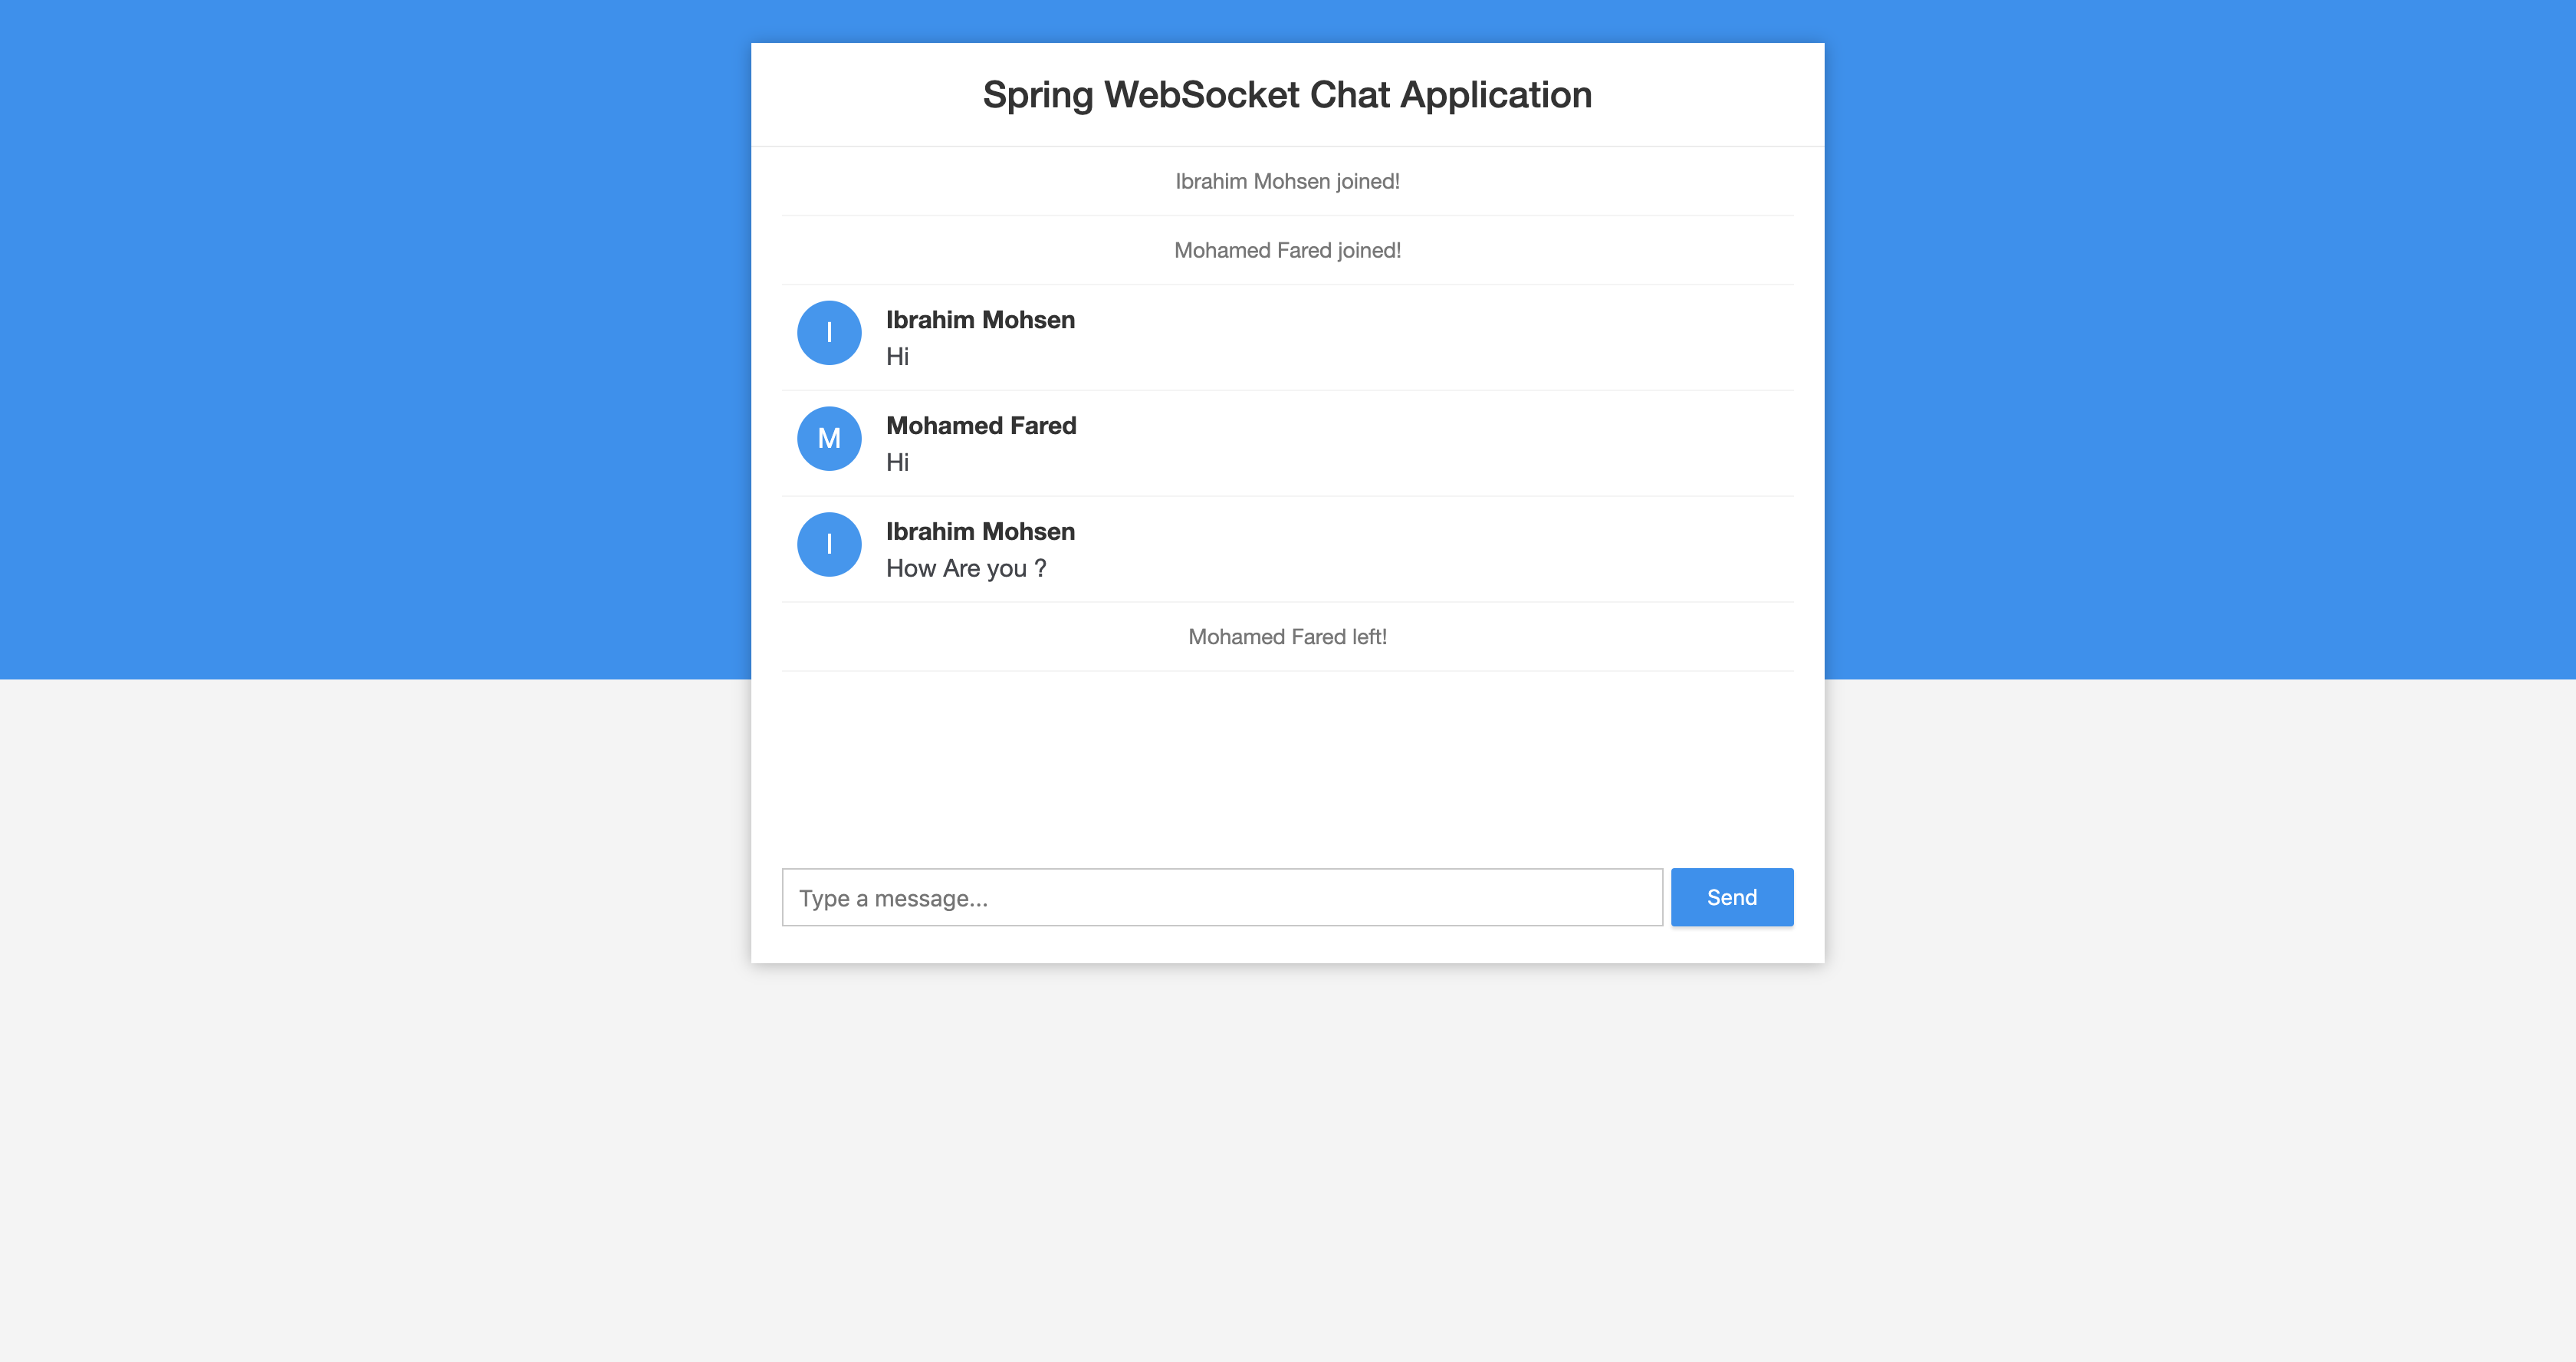 Spring WebSocket Chat Application
Ibrahim Mohsen joined!
Mohamed Fared joined!
I
Ibrahim Mohsen
Hi
M
Mohamed Fared
Hi
I
Ibrahim Mohsen
How Are you ?
Mohamed Fared left!
Type a message...
Send